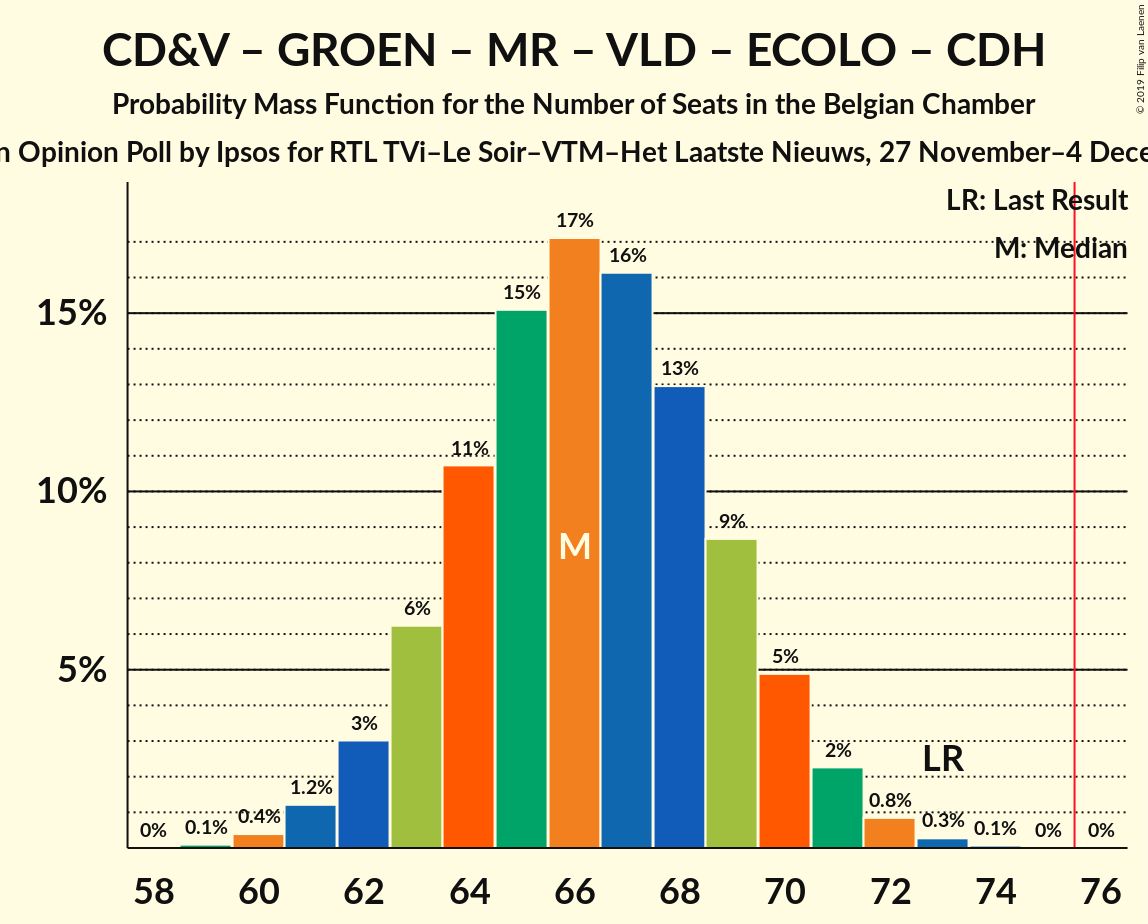 CD&V – GROEN – MR – VLD – ECOLO – CDH
Probability Mass Function for the Number of Seats in the Belgian Chamber
n Opinion Poll by Ipsos for RTL TVi–Le Soir–VTM–Het Laatste Nieuws, 27 November–4 Dece
© 2019 Filip van Laenen
LR: Last Result
M: Median
17%
16%
15%
15%
13%
11%
10%
9%
M
6%
5%
5%
3%
2%
LR
1.2%
0.8%
0.4%
0.3%
0% 0.1% 0.1% 0% 0%
58 60 62 64 66 68 70 72 74 76